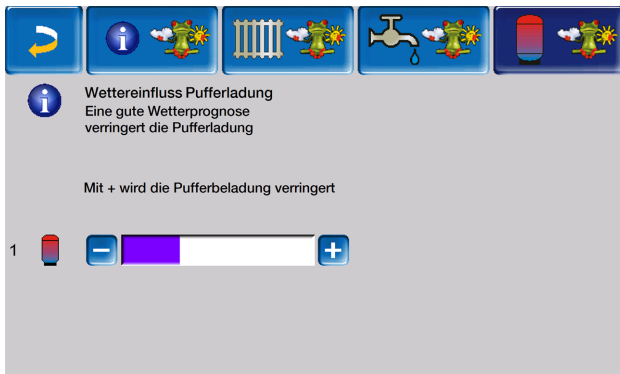 Wettereinfluss Pufferladung
Eine gute Wetterprognose
verringert die Pufferladung
Mit + wird die Pufferbeladung verringert
1